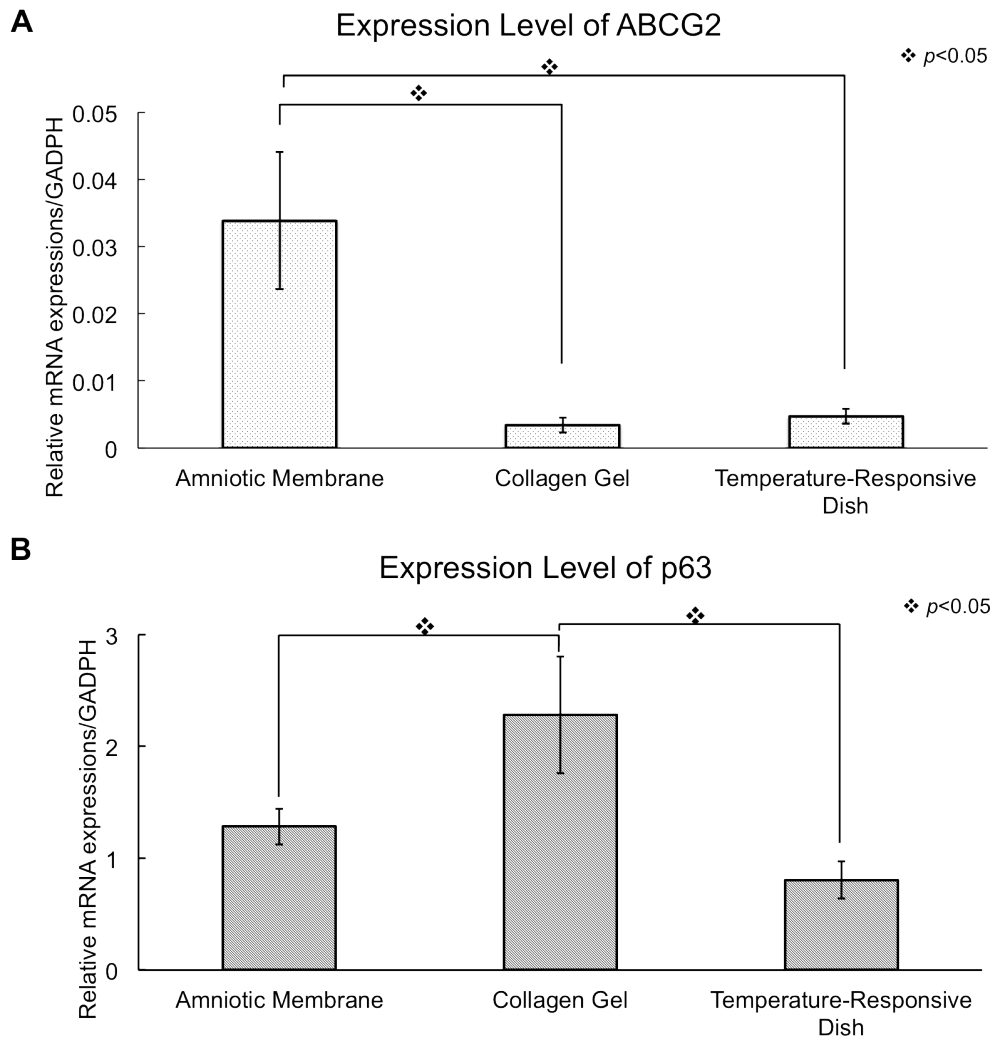 A
Expression Level of ABCG2
❖ p<0.05
❖
❖
Relative mRNA expressions/GADPH
0.05
0.04
0.03
0.02
0.01
0
Amniotic Membrane
Collagen Gel
Temperature-Responsive
Dish
B
Expression Level of p63
❖ p<0.05
❖
❖
Relative mRNA expressions/GADPH
3
2
1
0
Amniotic Membrane
Collagen Gel
Temperature-Responsive
Dish